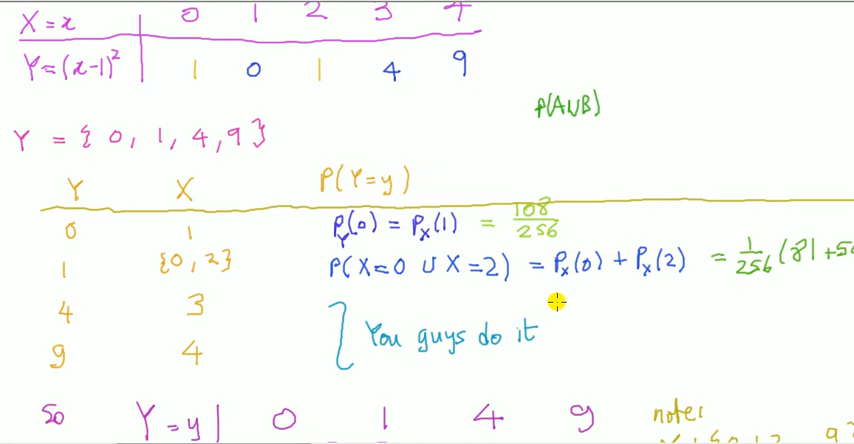 X = x | 0 1 2 3 4
Y = (x-1)² | 1 0 1 4 9
P(A∪B)
Y = { 0, 1, 4, 9 }
Y X P(Y=y)
0 1 P_Y(0) = P_X(1) = 108/256
1 {0, 2} P(X=0 ∪ X=2) = P_X(0) + P_X(2) = 1/256 (81+5
4 3
You guys do it
9 4
So Y = y | 0 1 4 9 note: